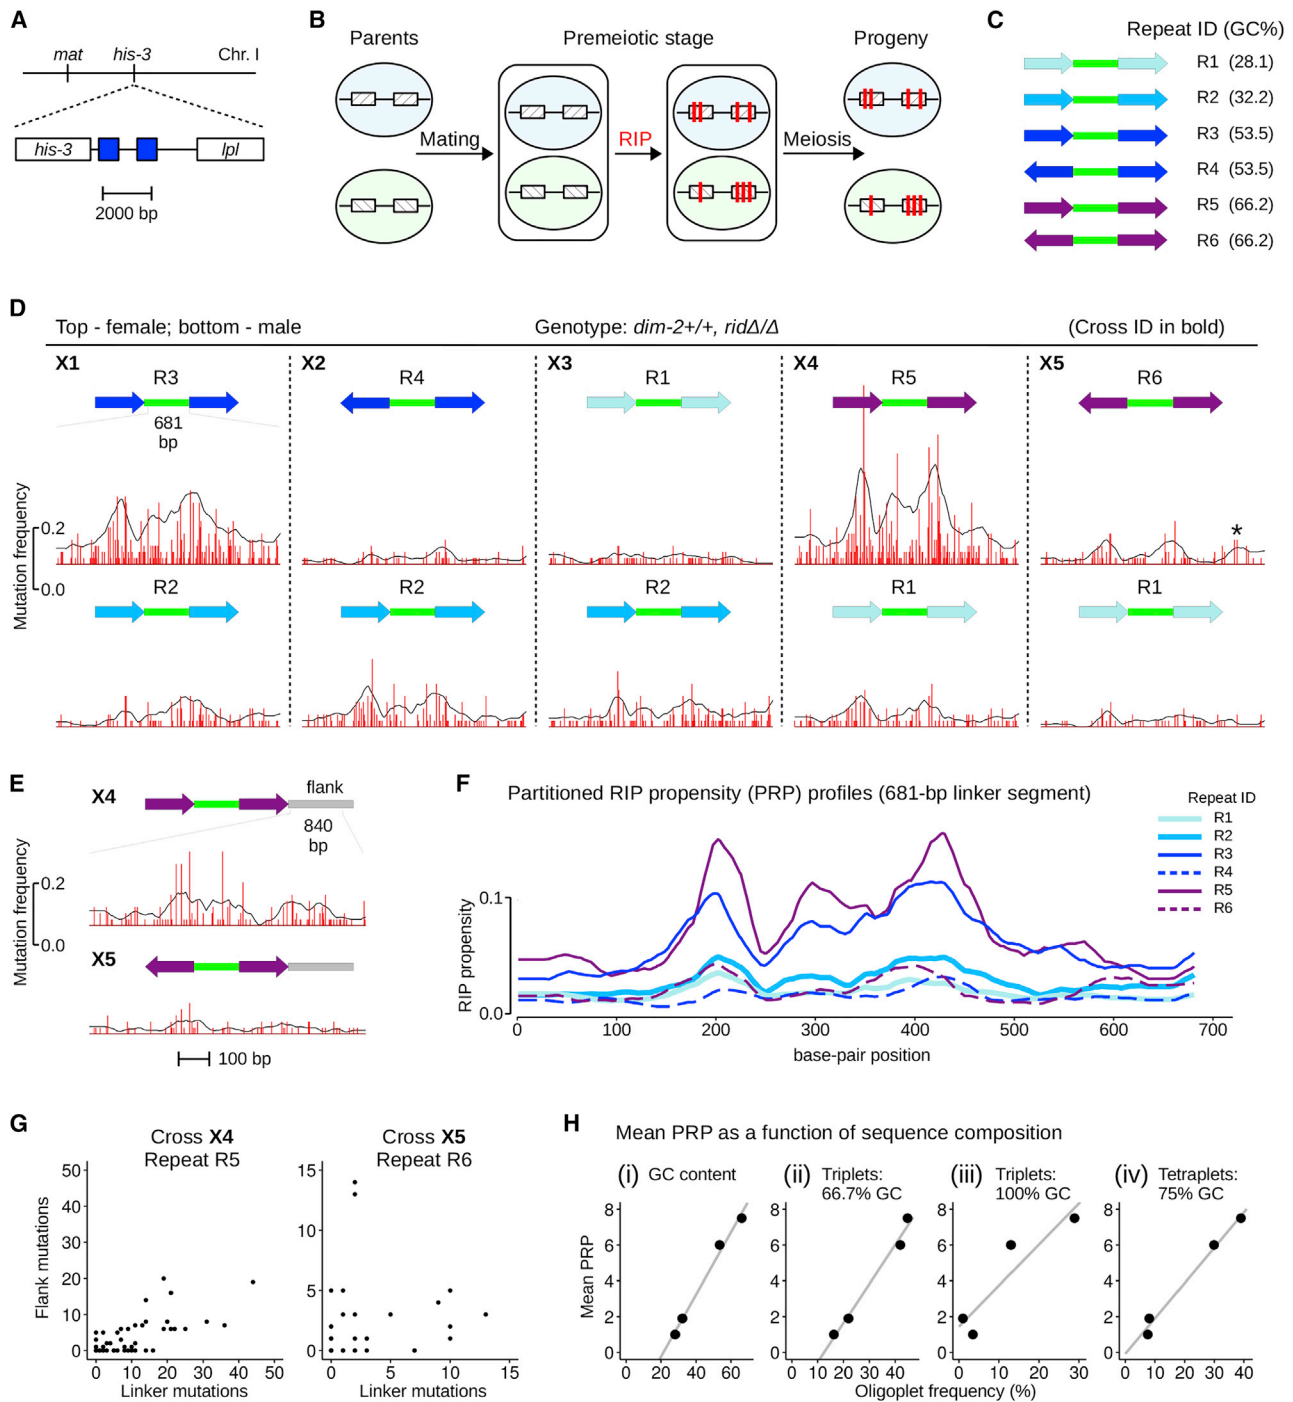 A
mat
his-3
Chr. I
his-3
lpl
2000 bp
B
Parents
Premeiotic stage
Progeny
Mating
RIP
Meiosis
C
Repeat ID (GC%)
R1 (28.1)
R2 (32.2)
R3 (53.5)
R4 (53.5)
R5 (66.2)
R6 (66.2)
D
Top - female; bottom - male
Genotype: dim-2+/+, ridΔ/Δ
(Cross ID in bold)
X1
X2
X3
X4
X5
R3
R4
R1
R5
R6
681
bp
Mutation frequency
0.2
0.0
*
R2
R2
R2
R1
R1
E
X4
flank
840
bp
Mutation frequency
0.2
0.0
X5
100 bp
F
Partitioned RIP propensity (PRP) profiles (681-bp linker segment)
Repeat ID
R1
R2
R3
R4
R5
R6
RIP propensity
0.1
0.0
0 100 200 300 400 500 600 700
base-pair position
G
Cross X4
Repeat R5
Flank mutations
50
40
30
20
10
0
0 10 20 30 40 50
Linker mutations
Cross X5
Repeat R6
15
10
5
0
0 5 10 15
Linker mutations
H
Mean PRP as a function of sequence composition
(i) GC content
(ii) Triplets:
66.7% GC
(iii) Triplets:
100% GC
(iv) Tetraplets:
75% GC
Mean PRP
8
6
4
2
0
0 20 40 60
8
6
4
2
0
0 10 20 30 40
8
6
4
2
0
0 10 20 30
8
6
4
2
0
0 10 20 30 40
Oligoplet frequency (%)